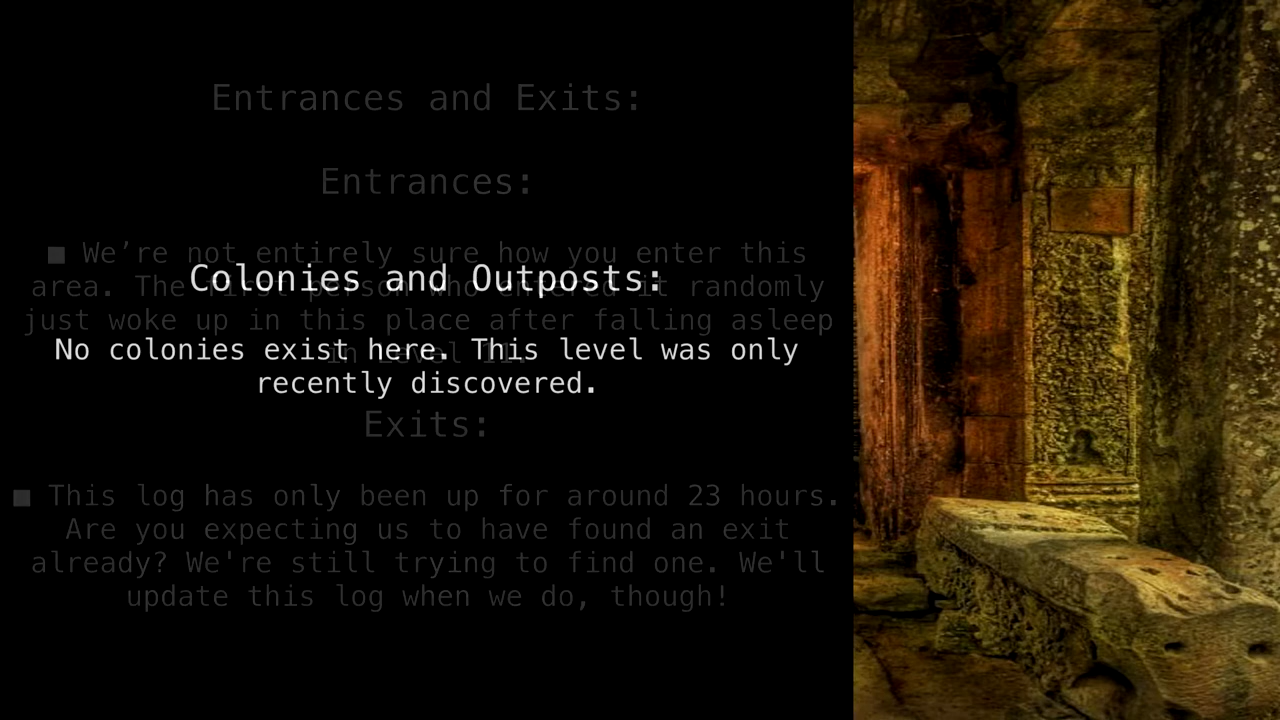 Entrances and Exits:
Entrances:
■ We’re not entirely sure how you enter this
area. The first person who entered it randomly
just woke up in this place after falling asleep
in Level 11.
Colonies and Outposts:
No colonies exist here. This level was only
recently discovered.
Exits:
■ This log has only been up for around 23 hours.
Are you expecting us to have found an exit
already? We're still trying to find one. We'll
update this log when we do, though!